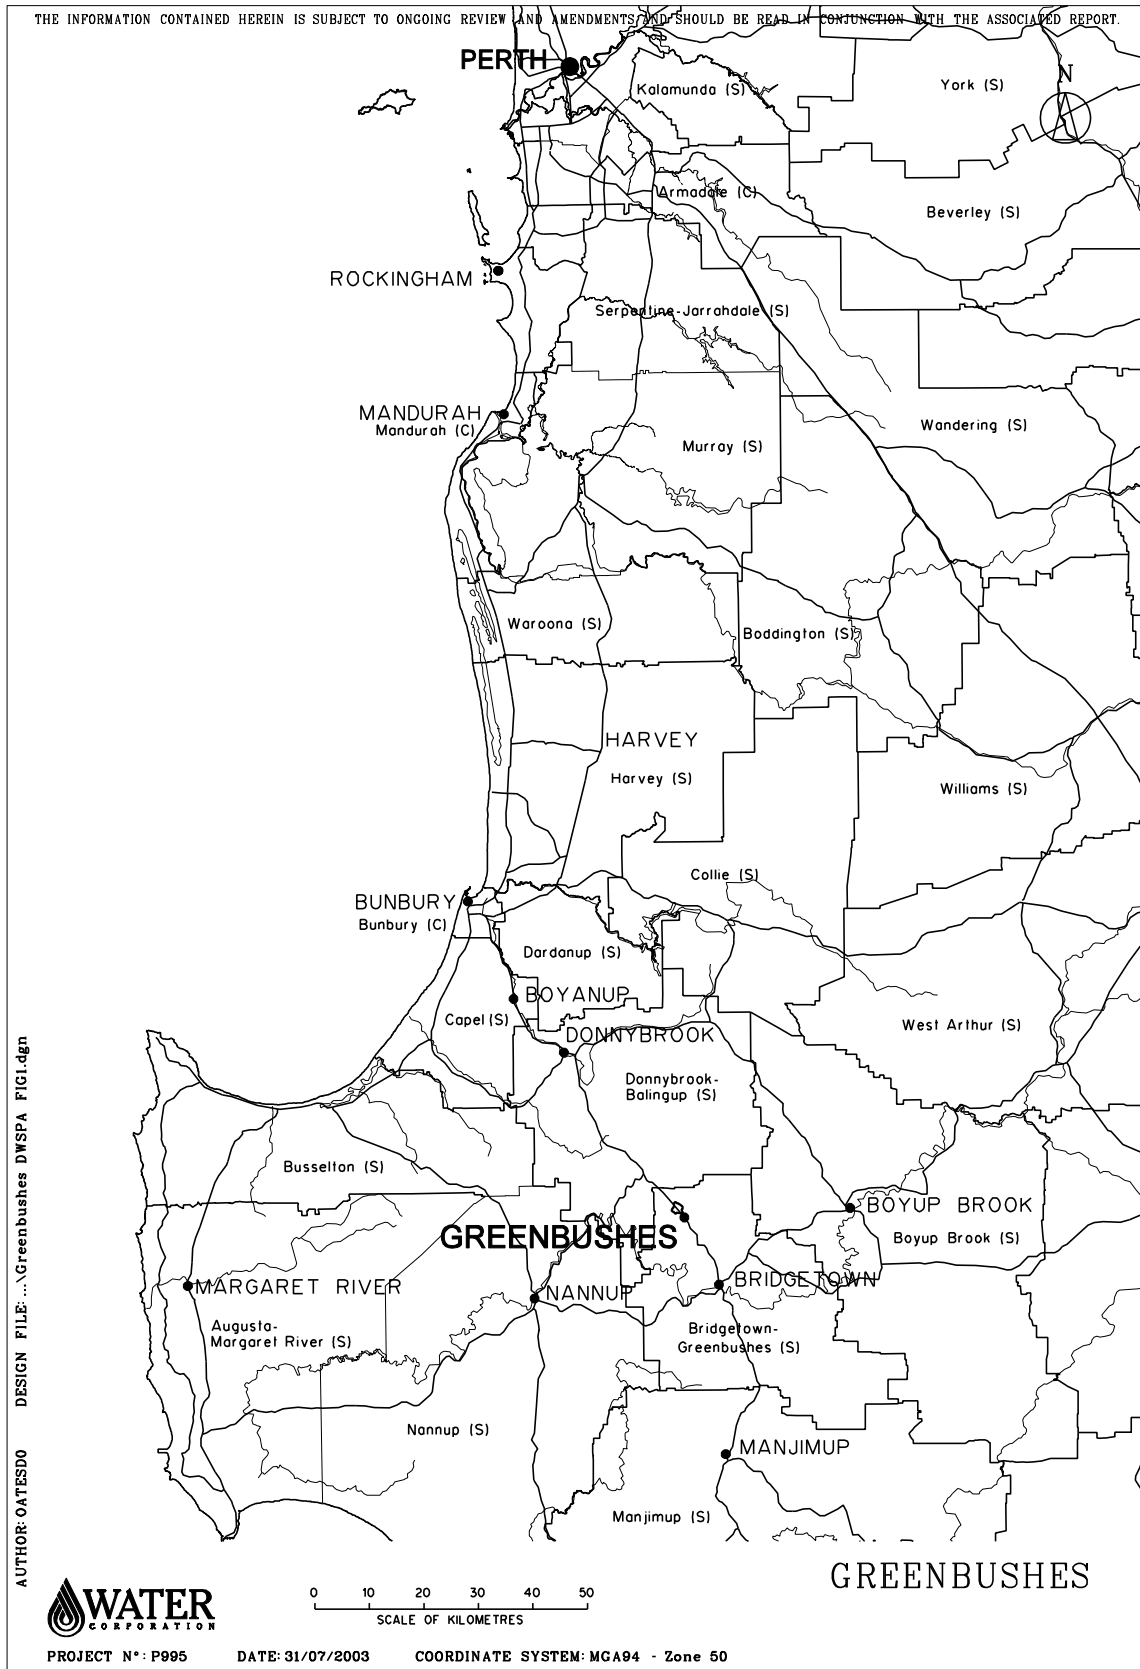 THE INFORMATION CONTAINED HEREIN IS SUBJECT TO ONGOING REVIEW AND AMENDMENTS AND SHOULD BE READ IN CONJUNCTION WITH THE ASSOCIATED REPORT.
PERTH
Kalamunda (S)
York (S)
N
Armadale (C)
Beverley (S)
ROCKINGHAM
Serpentine-Jarrahdale (S)
MANDURAH
Mandurah (C)
Wandering (S)
Murray (S)
Waroona (S)
Boddington (S)
HARVEY
Harvey (S)
Williams (S)
Collie (S)
BUNBURY
Bunbury (C)
Dardanup (S)
BOYANUP
Capel (S)
West Arthur (S)
DONNYBROOK
Donnybrook-
Balingup (S)
Busselton (S)
BOYUP BROOK
Boyup Brook (S)
GREENBUSHES
BRIDGETOWN
MARGARET RIVER
NANNUP
Augusta-
Margaret River (S)
Bridgetown-
Greenbushes (S)
Nannup (S)
MANJIMUP
Manjimup (S)
GREENBUSHES
AUTHOR: OATESDO DESIGN FILE: ...\Greenbushes DWSPA FIG1.dgn
WATER
CORPORATION
0 10 20 30 40 50
SCALE OF KILOMETRES
PROJECT N°: P995 DATE: 31/07/2003 COORDINATE SYSTEM: MGA94 - Zone 50